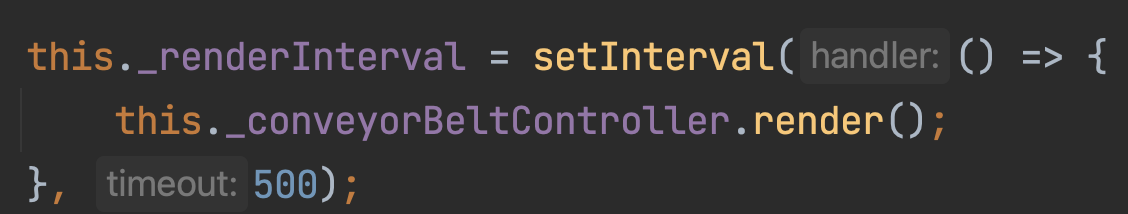 this._renderInterval = setInterval( handler: () => {
this._conveyorBeltController.render();
}, timeout: 500);